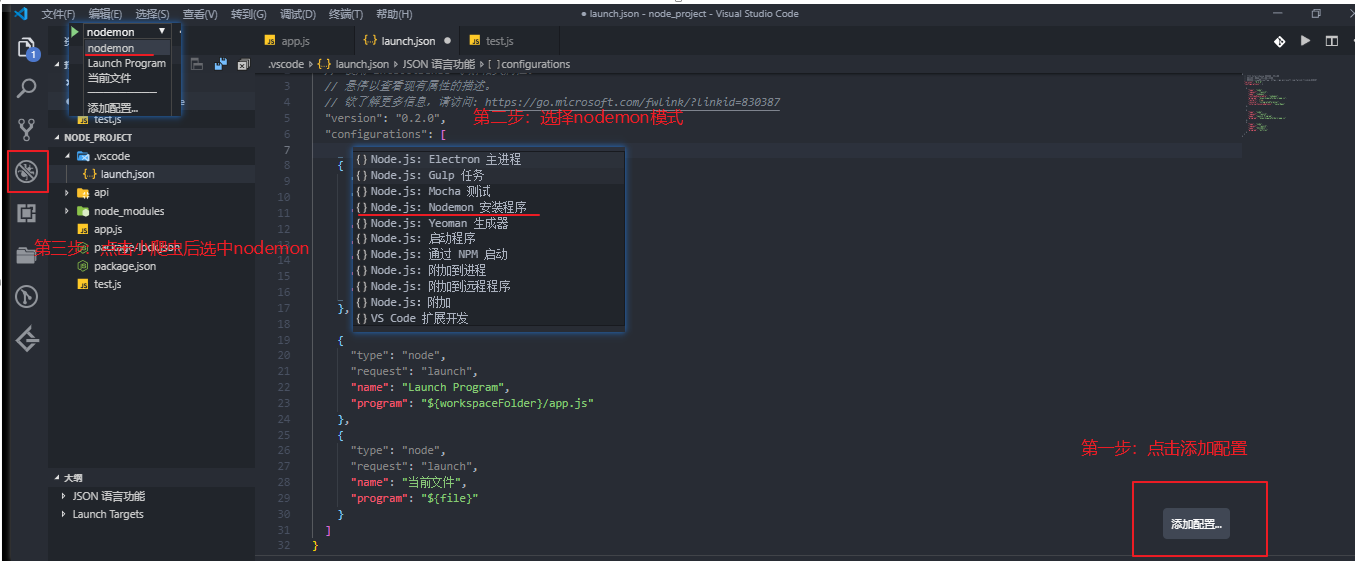 文件(F) 编辑(E) 选择(S) 查看(V) 转到(G) 调试(D) 终端(T) 帮助(H)
● launch.json - node_project - Visual Studio Code
nodemon
nodemon
Launch Program
当前文件
添加配置...
app.js
launch.json ●
test.js
.vscode › {..} launch.json › JSON 语言功能 › [ ] configurations
1
test.js
NODE_PROJECT
.vscode
{..} launch.json
api
node_modules
app.js
package-lock.json
package.json
test.js
第三步：点击小爬虫后选中nodemon
大纲
JSON 语言功能
Launch Targets
3 // 悬停以查看现有属性的描述。
4 // 欲了解更多信息，请访问: https://go.microsoft.com/fwlink/?linkid=830387
5 "version": "0.2.0",
第二步：选择nodemon模式
6 "configurations": [
7
8 {
9
10
11
12
13
14
15
16
17 },
{} Node.js: Electron 主进程
{} Node.js: Gulp 任务
{} Node.js: Mocha 测试
{} Node.js: Nodemon 安装程序
{} Node.js: Yeoman 生成器
{} Node.js: 启动程序
{} Node.js: 通过 NPM 启动
{} Node.js: 附加到进程
{} Node.js: 附加到远程程序
{} Node.js: 附加
{} VS Code 扩展开发
18
19 {
20 "type": "node",
21 "request": "launch",
22 "name": "Launch Program",
23 "program": "${workspaceFolder}/app.js"
24 },
25 {
26 "type": "node",
27 "request": "launch",
28 "name": "当前文件",
29 "program": "${file}"
30 }
31 ]
32 }
第一步：点击添加配置
添加配置...